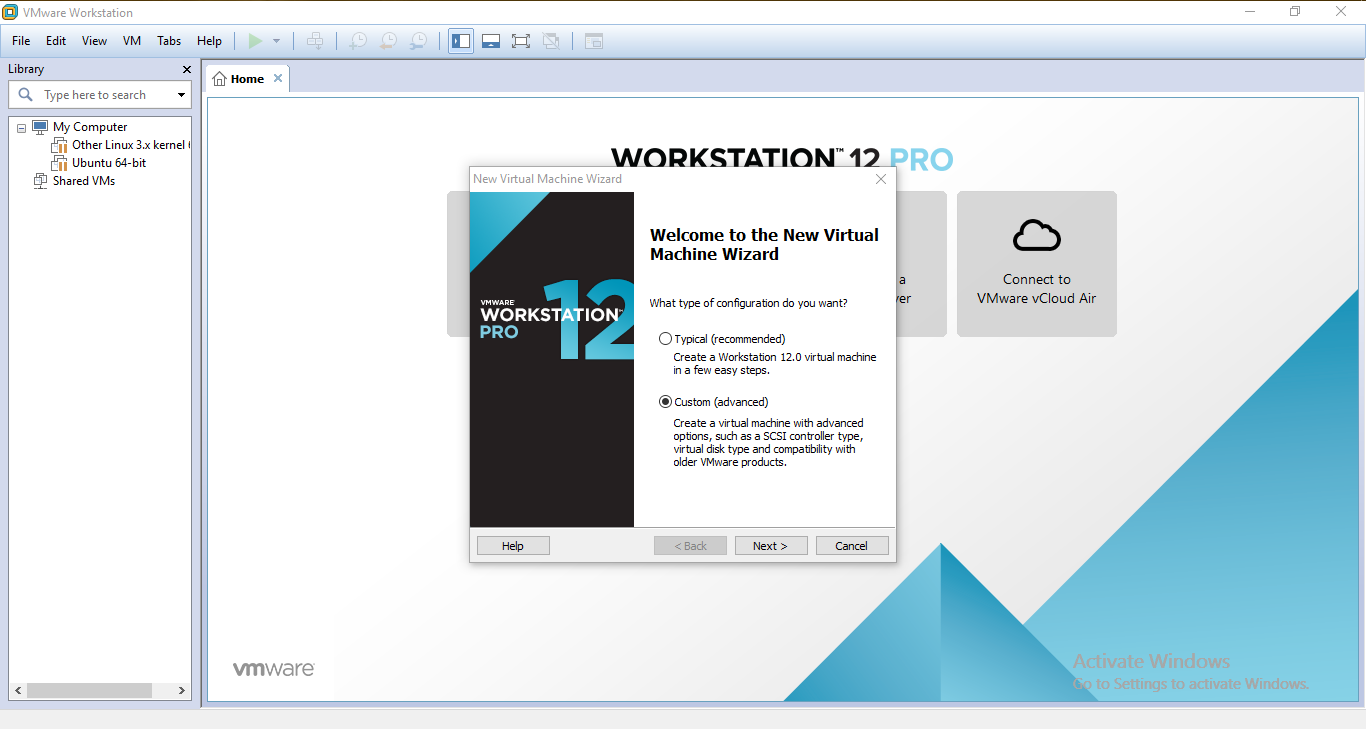 VMware Workstation
File Edit View VM Tabs Help
Library
Type here to search
My Computer
Other Linux 3.x kernel
Ubuntu 64-bit
Shared VMs
Home
WORKSTATION™ 12 PRO
a
ver
Connect to
VMware vCloud Air
New Virtual Machine Wizard
VMWARE
WORKSTATION
PRO
12
Welcome to the New Virtual
Machine Wizard
What type of configuration do you want?
Typical (recommended)
Create a Workstation 12.0 virtual machine
in a few easy steps.
Custom (advanced)
Create a virtual machine with advanced
options, such as a SCSI controller type,
virtual disk type and compatibility with
older VMware products.
Help < Back Next > Cancel
vmware
Activate Windows
Go to Settings to activate Windows.